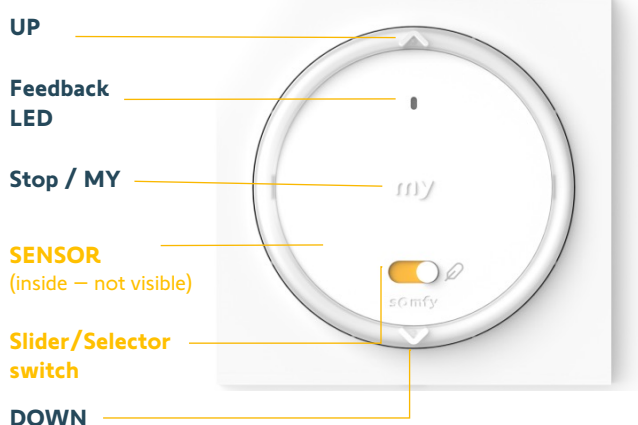 UP
Feedback
LED
Stop / MY
my
SENSOR
(inside – not visible)
somfy
Slider/Selector
switch
DOWN